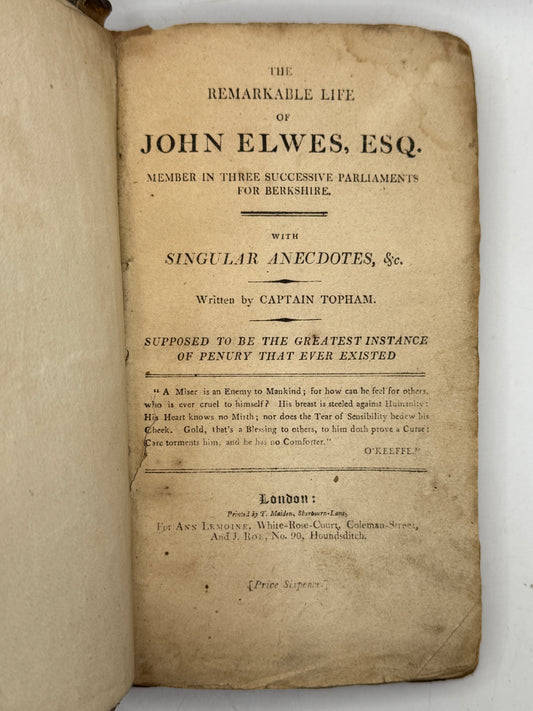 THE
REMARKABLE LIFE
OF
JOHN ELWES, ESQ.
MEMBER IN THREE SUCCESSIVE PARLIAMENTS
FOR BERKSHIRE.
WITH
SINGULAR ANECDOTES, &c.
Written by CAPTAIN TOPHAM.
SUPPOSED TO BE THE GREATEST INSTANCE
OF PENURY THAT EVER EXISTED
"A Miser is an Enemy to Mankind; for how can he feel for others,
who is ever cruel to himself? His breast is steeled against Humanity:
His Heart knows no Mirth; nor does the Tear of Sensibility bedew his
Cheek. Gold, that's a Blessing to others, to him doth prove a Curse:
Care torments him, and he has no Comforter."
O'KEEFFE."
London:
Printed by T. Maiden, Sherbourn-Lane,
For ANN LEMOINE, White-Rose-Court, Coleman-Street,
And J. ROE, No. 90, Houndsditch.
[Price Sixpence]